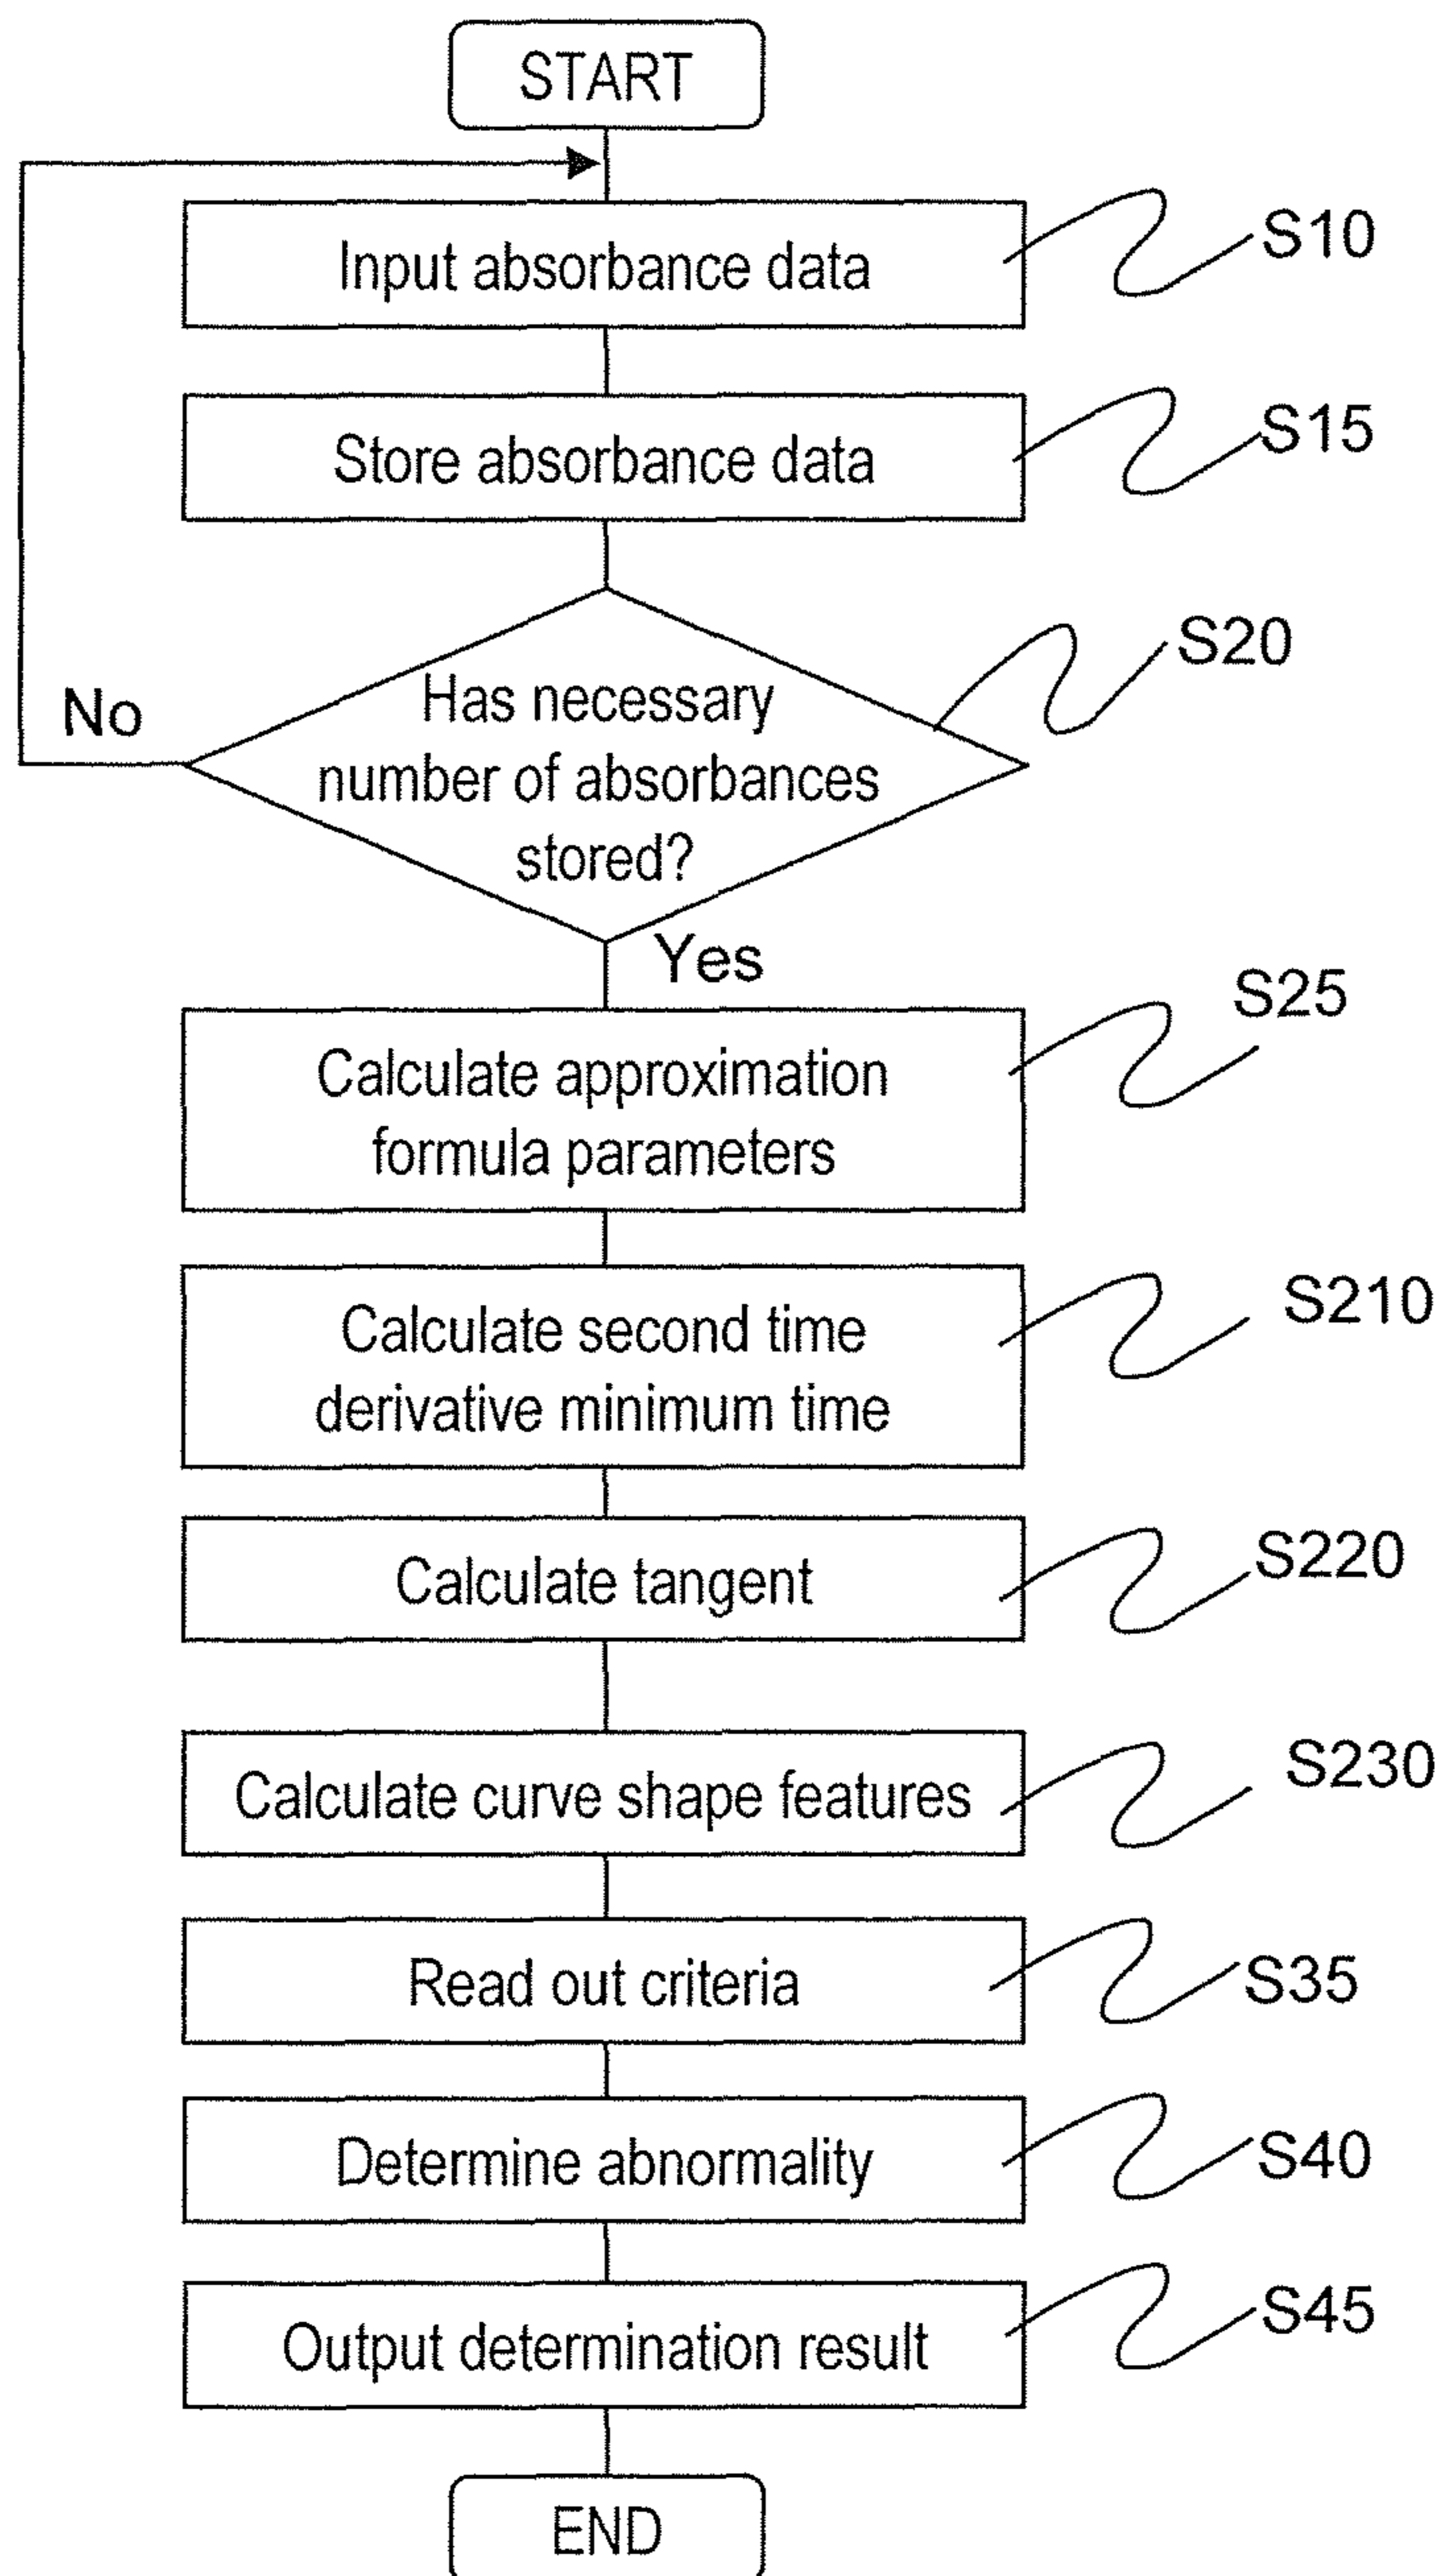 START
Input absorbance data
S10
Store absorbance data
S15
Has necessary
number of absorbances
stored?
S20
No
Yes
Calculate approximation
formula parameters
S25
Calculate second time
derivative minimum time
S210
Calculate tangent
S220
Calculate curve shape features
S230
Read out criteria
S35
Determine abnormality
S40
Output determination result
S45
END